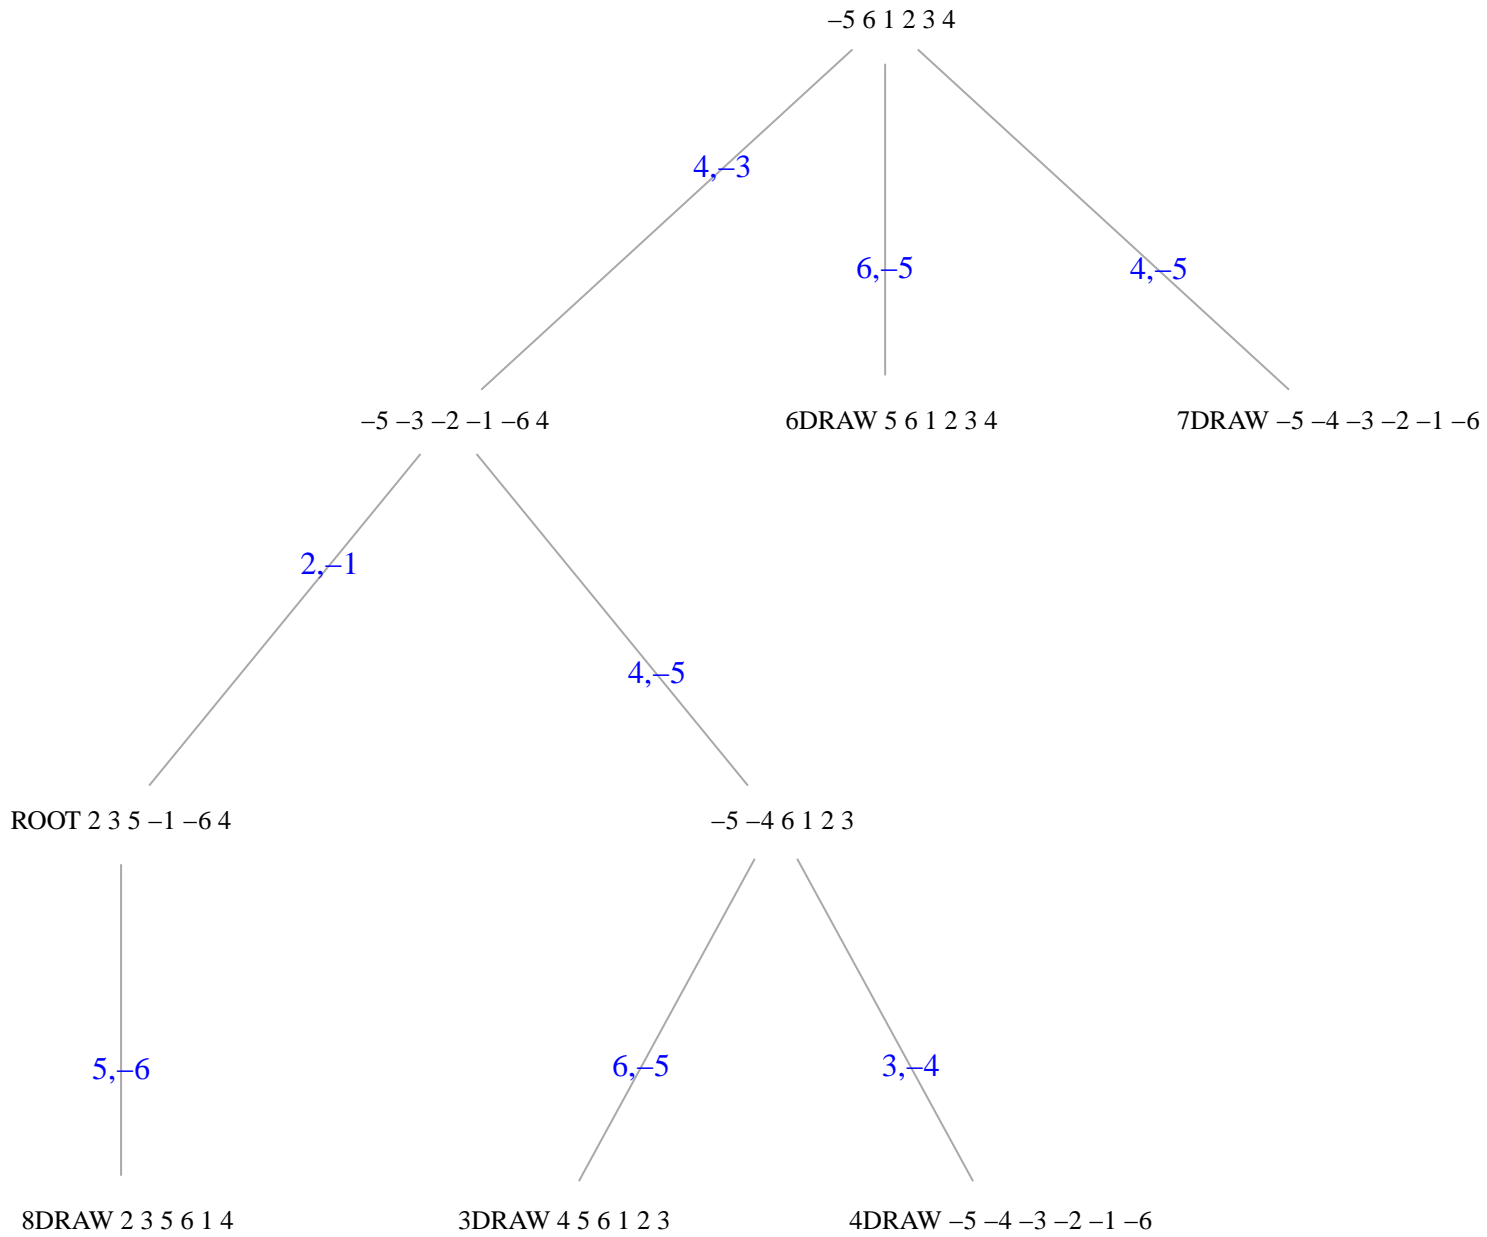 –5 6 1 2 3 4
4,–3
6,–5
4,–5
–5 –3 –2 –1 –6 4
6DRAW 5 6 1 2 3 4
7DRAW –5 –4 –3 –2 –1 –6
2,–1
4,–5
ROOT 2 3 5 –1 –6 4
–5 –4 6 1 2 3
5,–6
6,–5
3,–4
8DRAW 2 3 5 6 1 4
3DRAW 4 5 6 1 2 3
4DRAW –5 –4 –3 –2 –1 –6